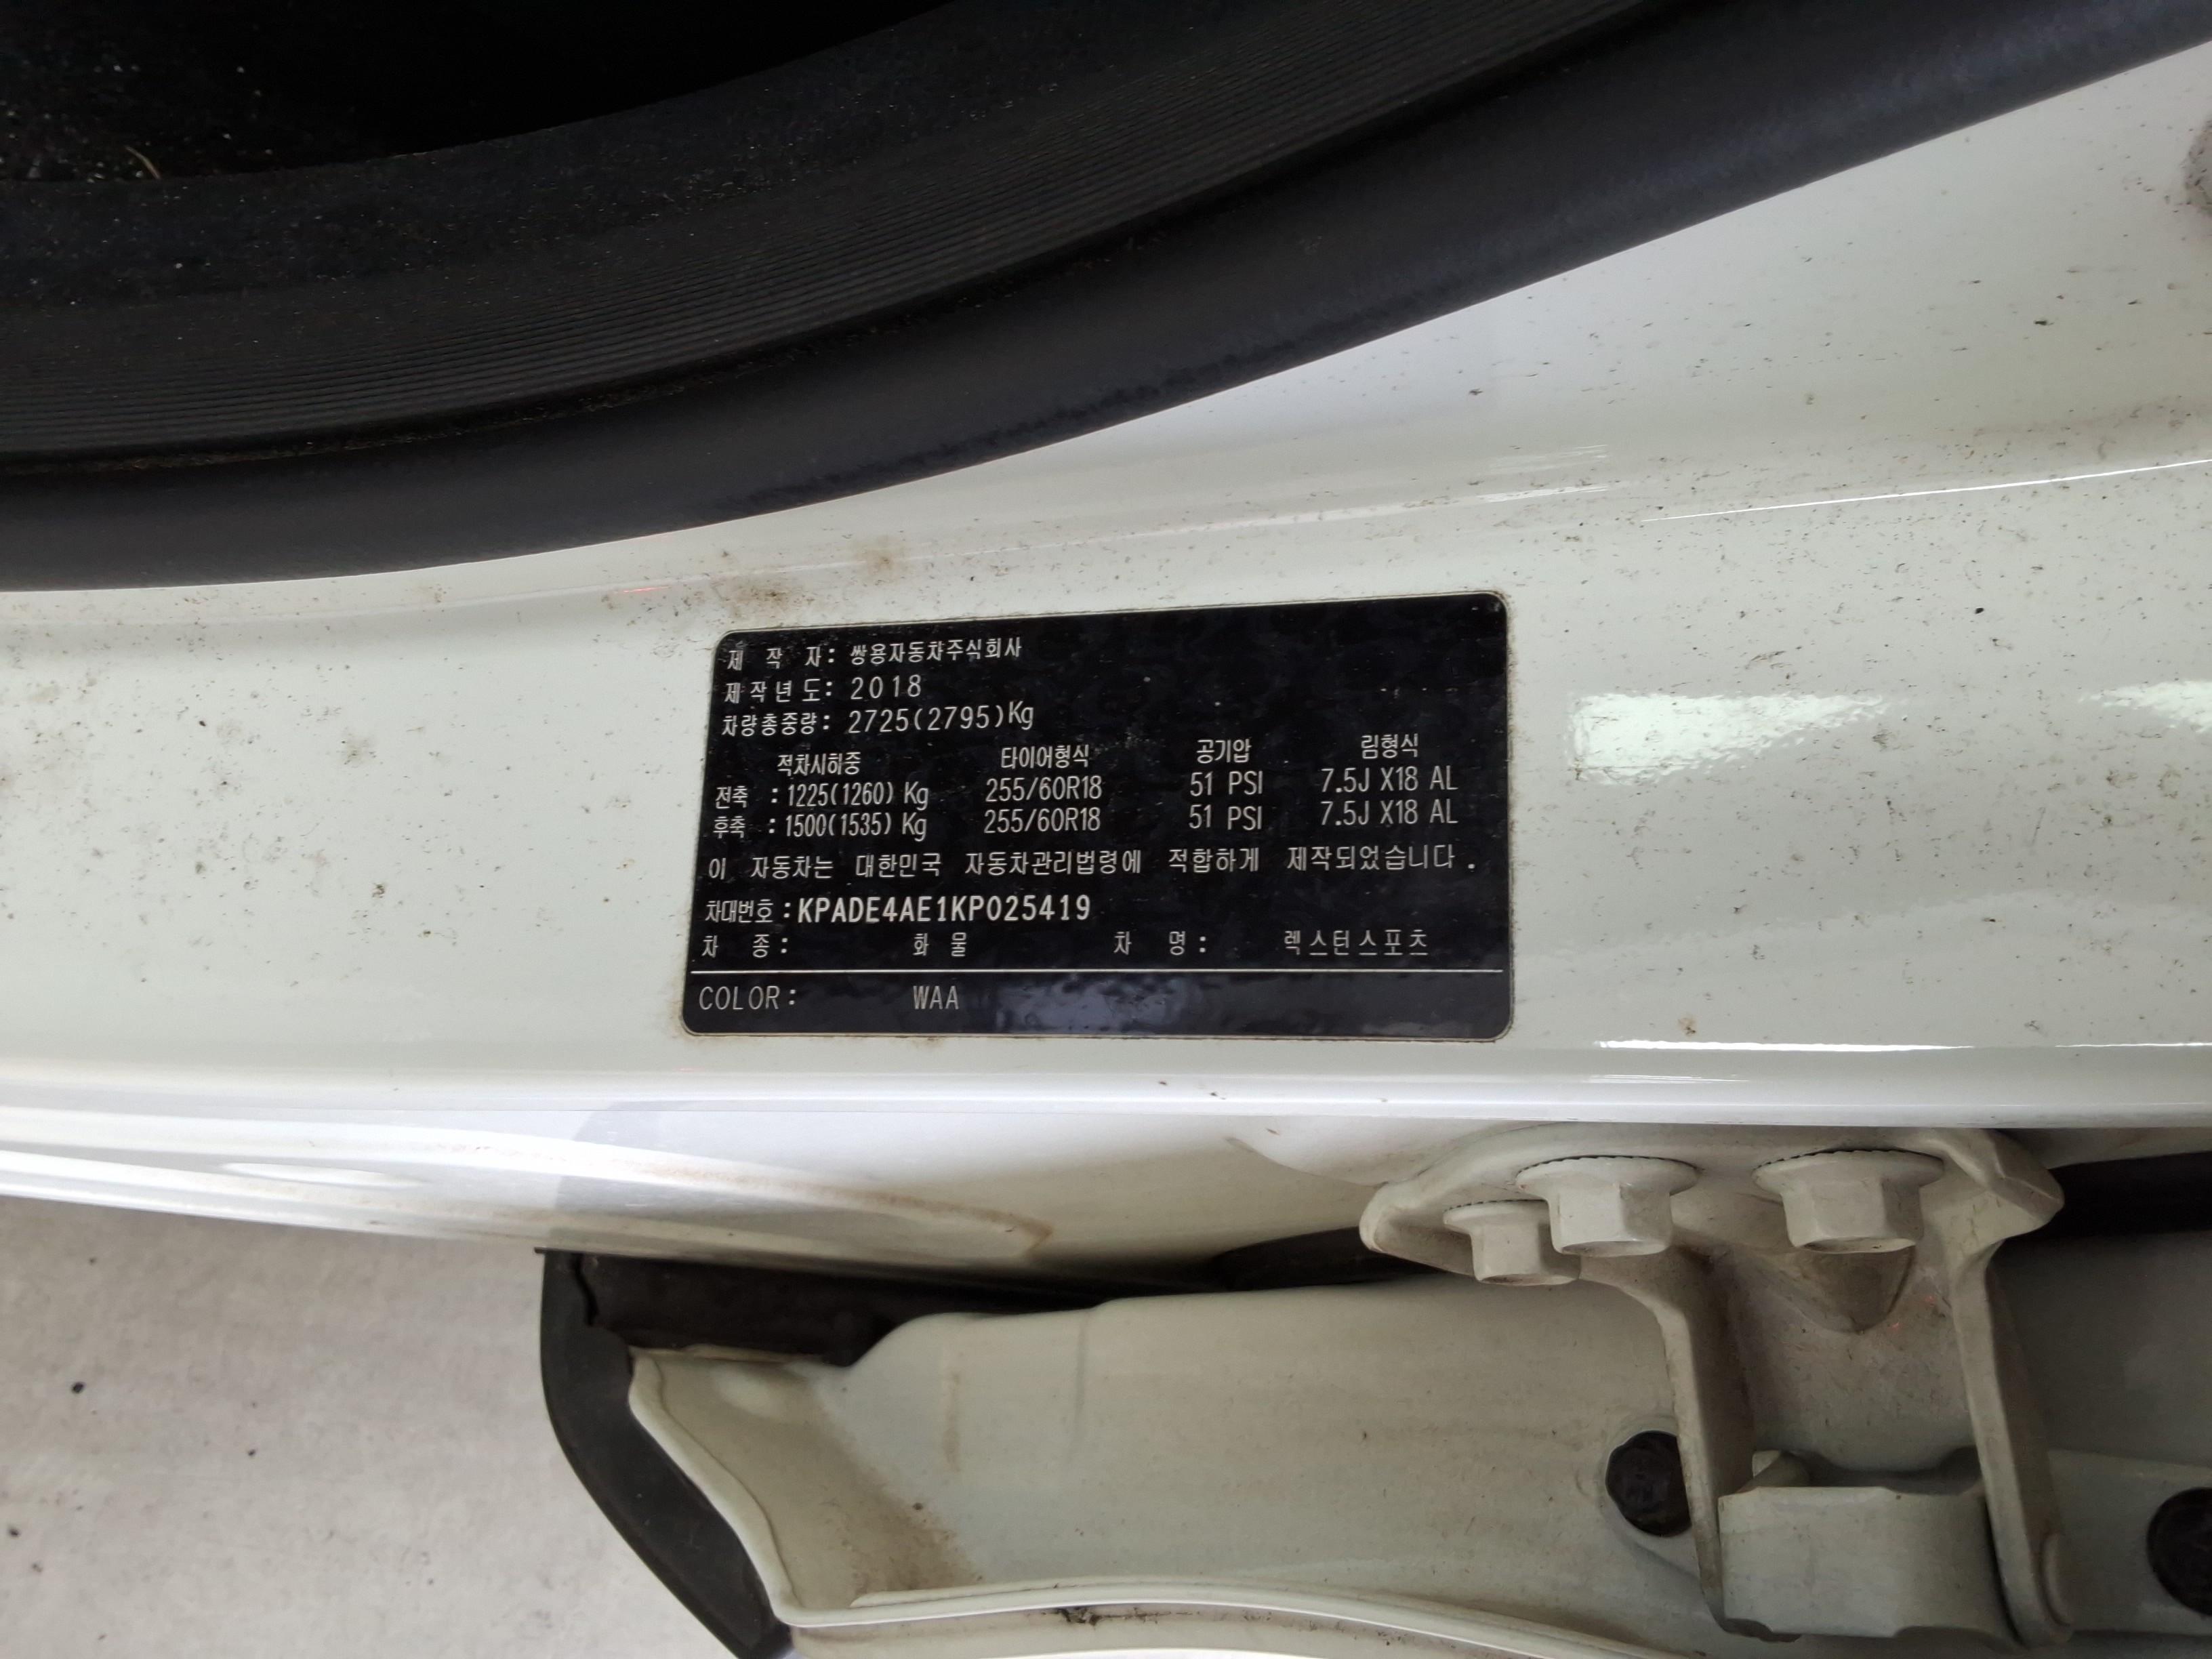 제 작 자: 쌍용자동차주식회사
제작년도: 2018
차량총중량: 2725(2795)Kg
적차시하중 타이어형식 공기압 림형식
전축 : 1225(1260) Kg 255/60R18 51 PSI 7.5J X18 AL
후축 : 1500(1535) Kg 255/60R18 51 PSI 7.5J X18 AL
이 자동차는 대한민국 자동차관리법령에 적합하게 제작되었습니다.
차대번호: KPADE4AE1KP025419
차 종: 화 물 차 명: 렉스턴스포츠
COLOR: WAA